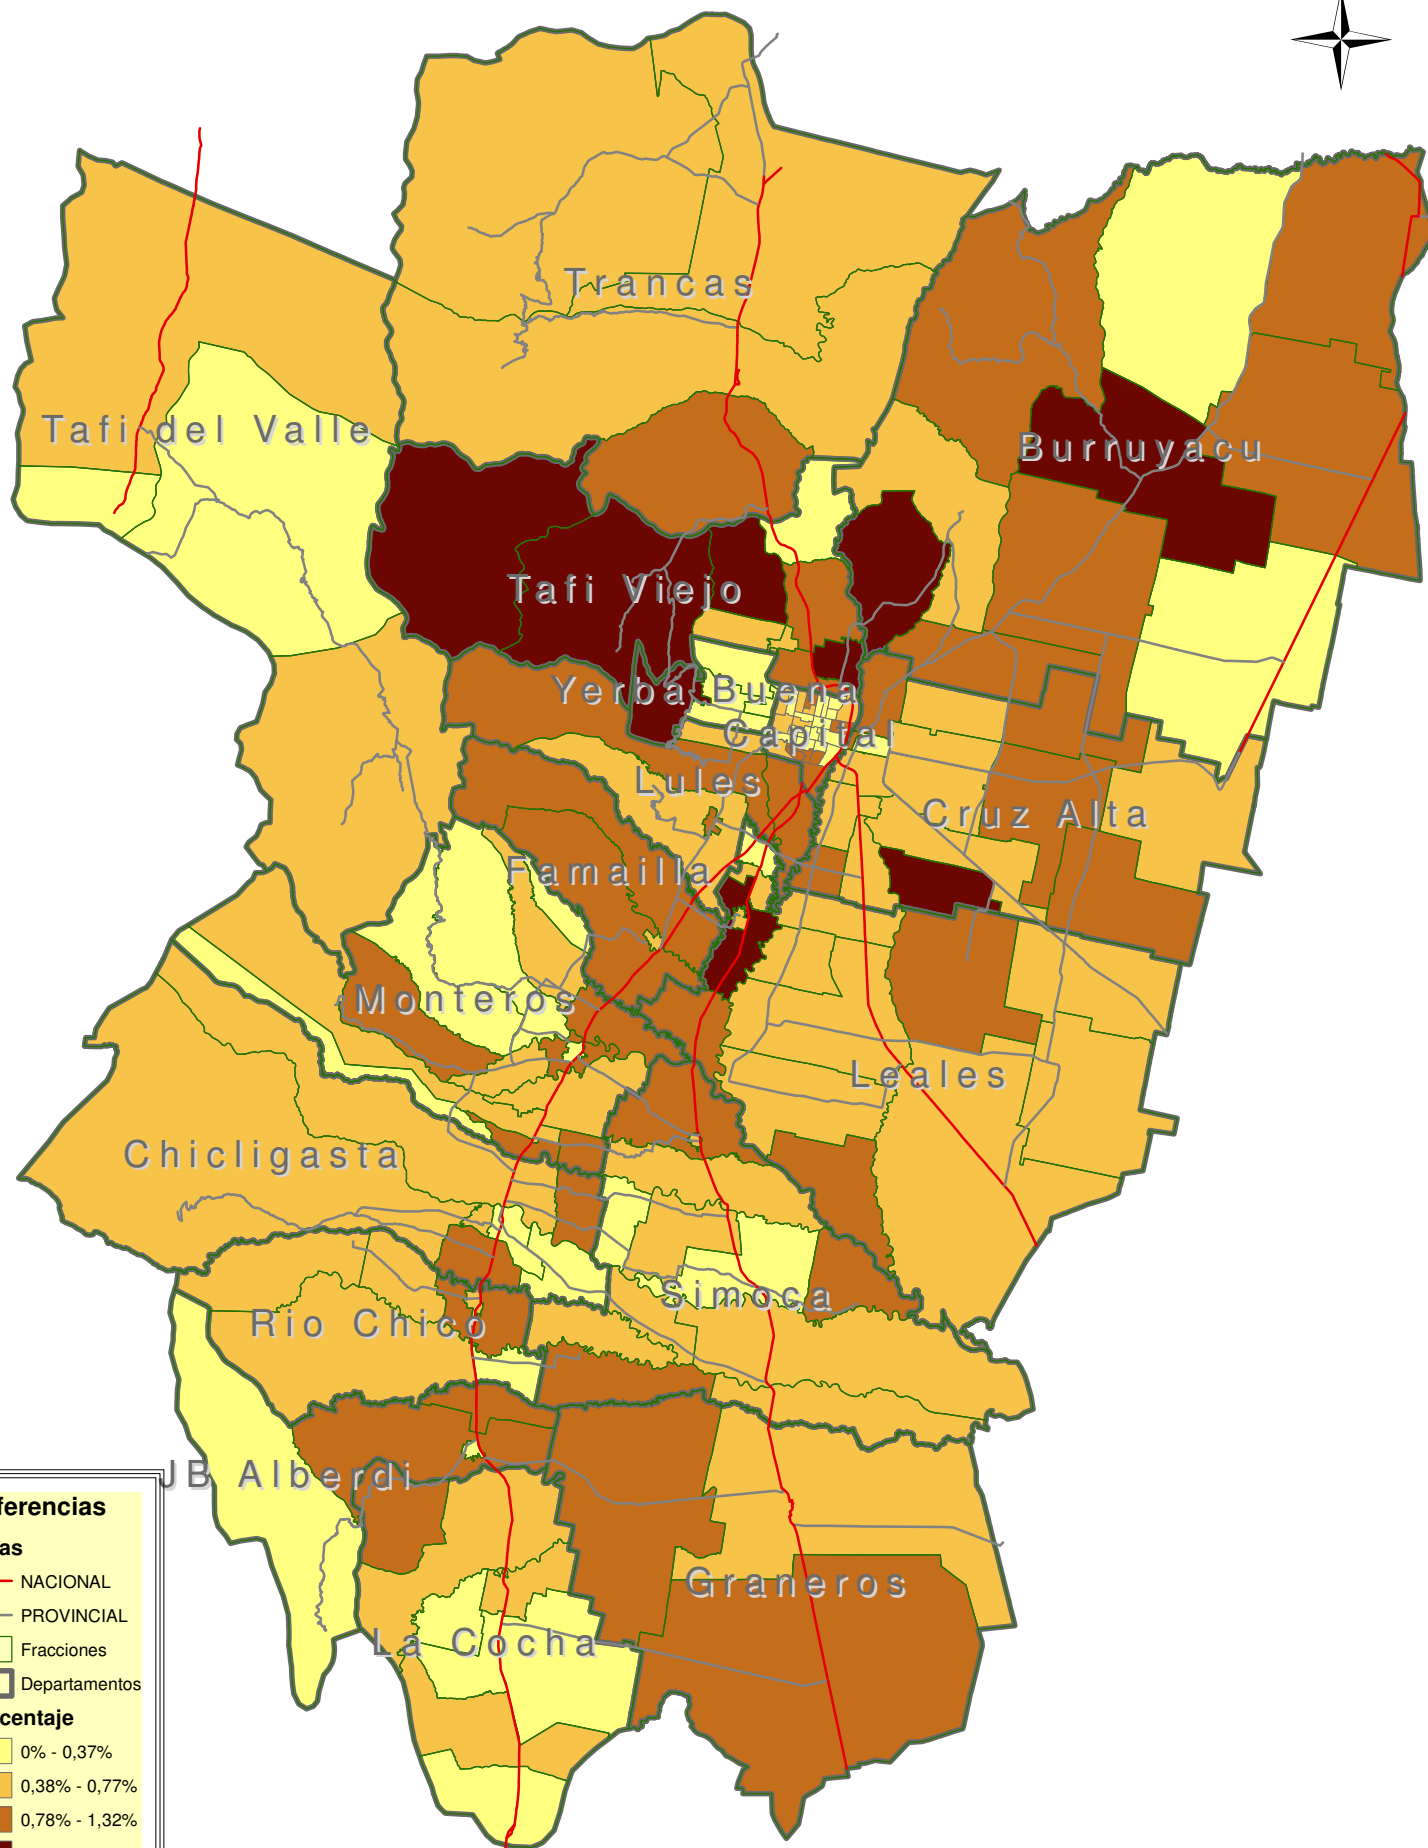 Trancas
Tafi del Valle
Burruyacu
Tafi Viejo
Yerba Buena
Capital
Lules
Cruz Alta
Famailla
Monteros
Leales
Chicligasta
Simoca
Rio Chico
JB Alberdi
Graneros
La Cocha
ferencias
as
NACIONAL
PROVINCIAL
Fracciones
Departamentos
centaje
0% - 0,37%
0,38% - 0,77%
0,78% - 1,32%